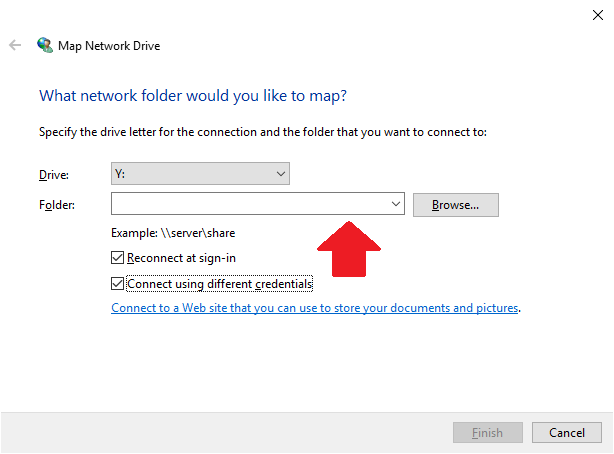 Map Network Drive
What network folder would you like to map?
Specify the drive letter for the connection and the folder that you want to connect to:
Drive: Y:
Folder: Browse...
Example: \\server\share
Reconnect at sign-in
Connect using different credentials
Connect to a Web site that you can use to store your documents and pictures.
Finish Cancel